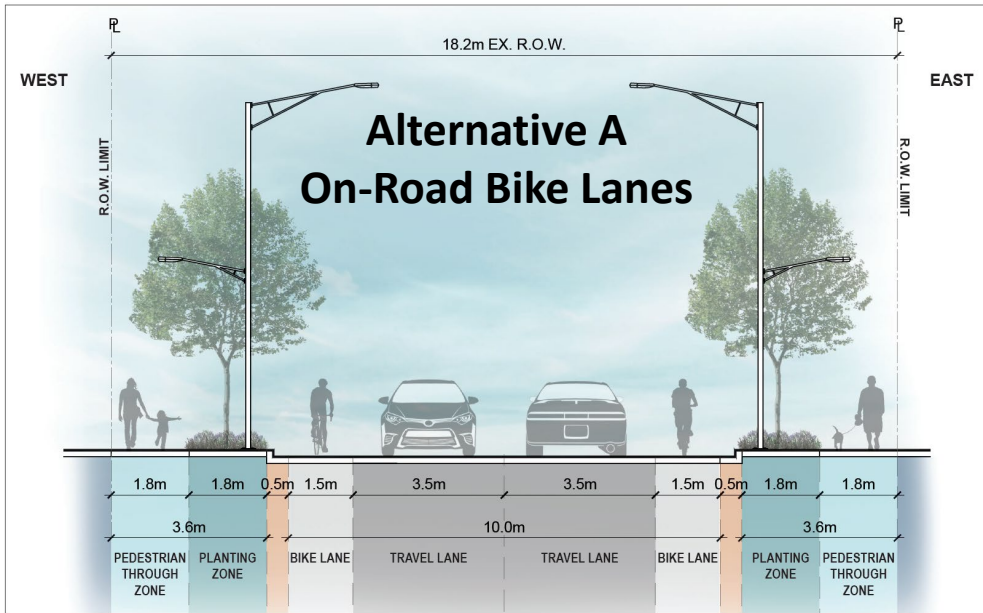 PL
PL
18.2m EX. R.O.W.
WEST
EAST
Alternative A
On-Road Bike Lanes
R.O.W. LIMIT
R.O.W. LIMIT
1.8m 1.8m 0.5m 1.5m 3.5m 3.5m 1.5m 0.5m 1.8m 1.8m
3.6m 10.0m 3.6m
PEDESTRIAN
THROUGH
ZONE
PLANTING
ZONE
BIKE LANE
TRAVEL LANE
TRAVEL LANE
BIKE LANE
PLANTING
ZONE
PEDESTRIAN
THROUGH
ZONE